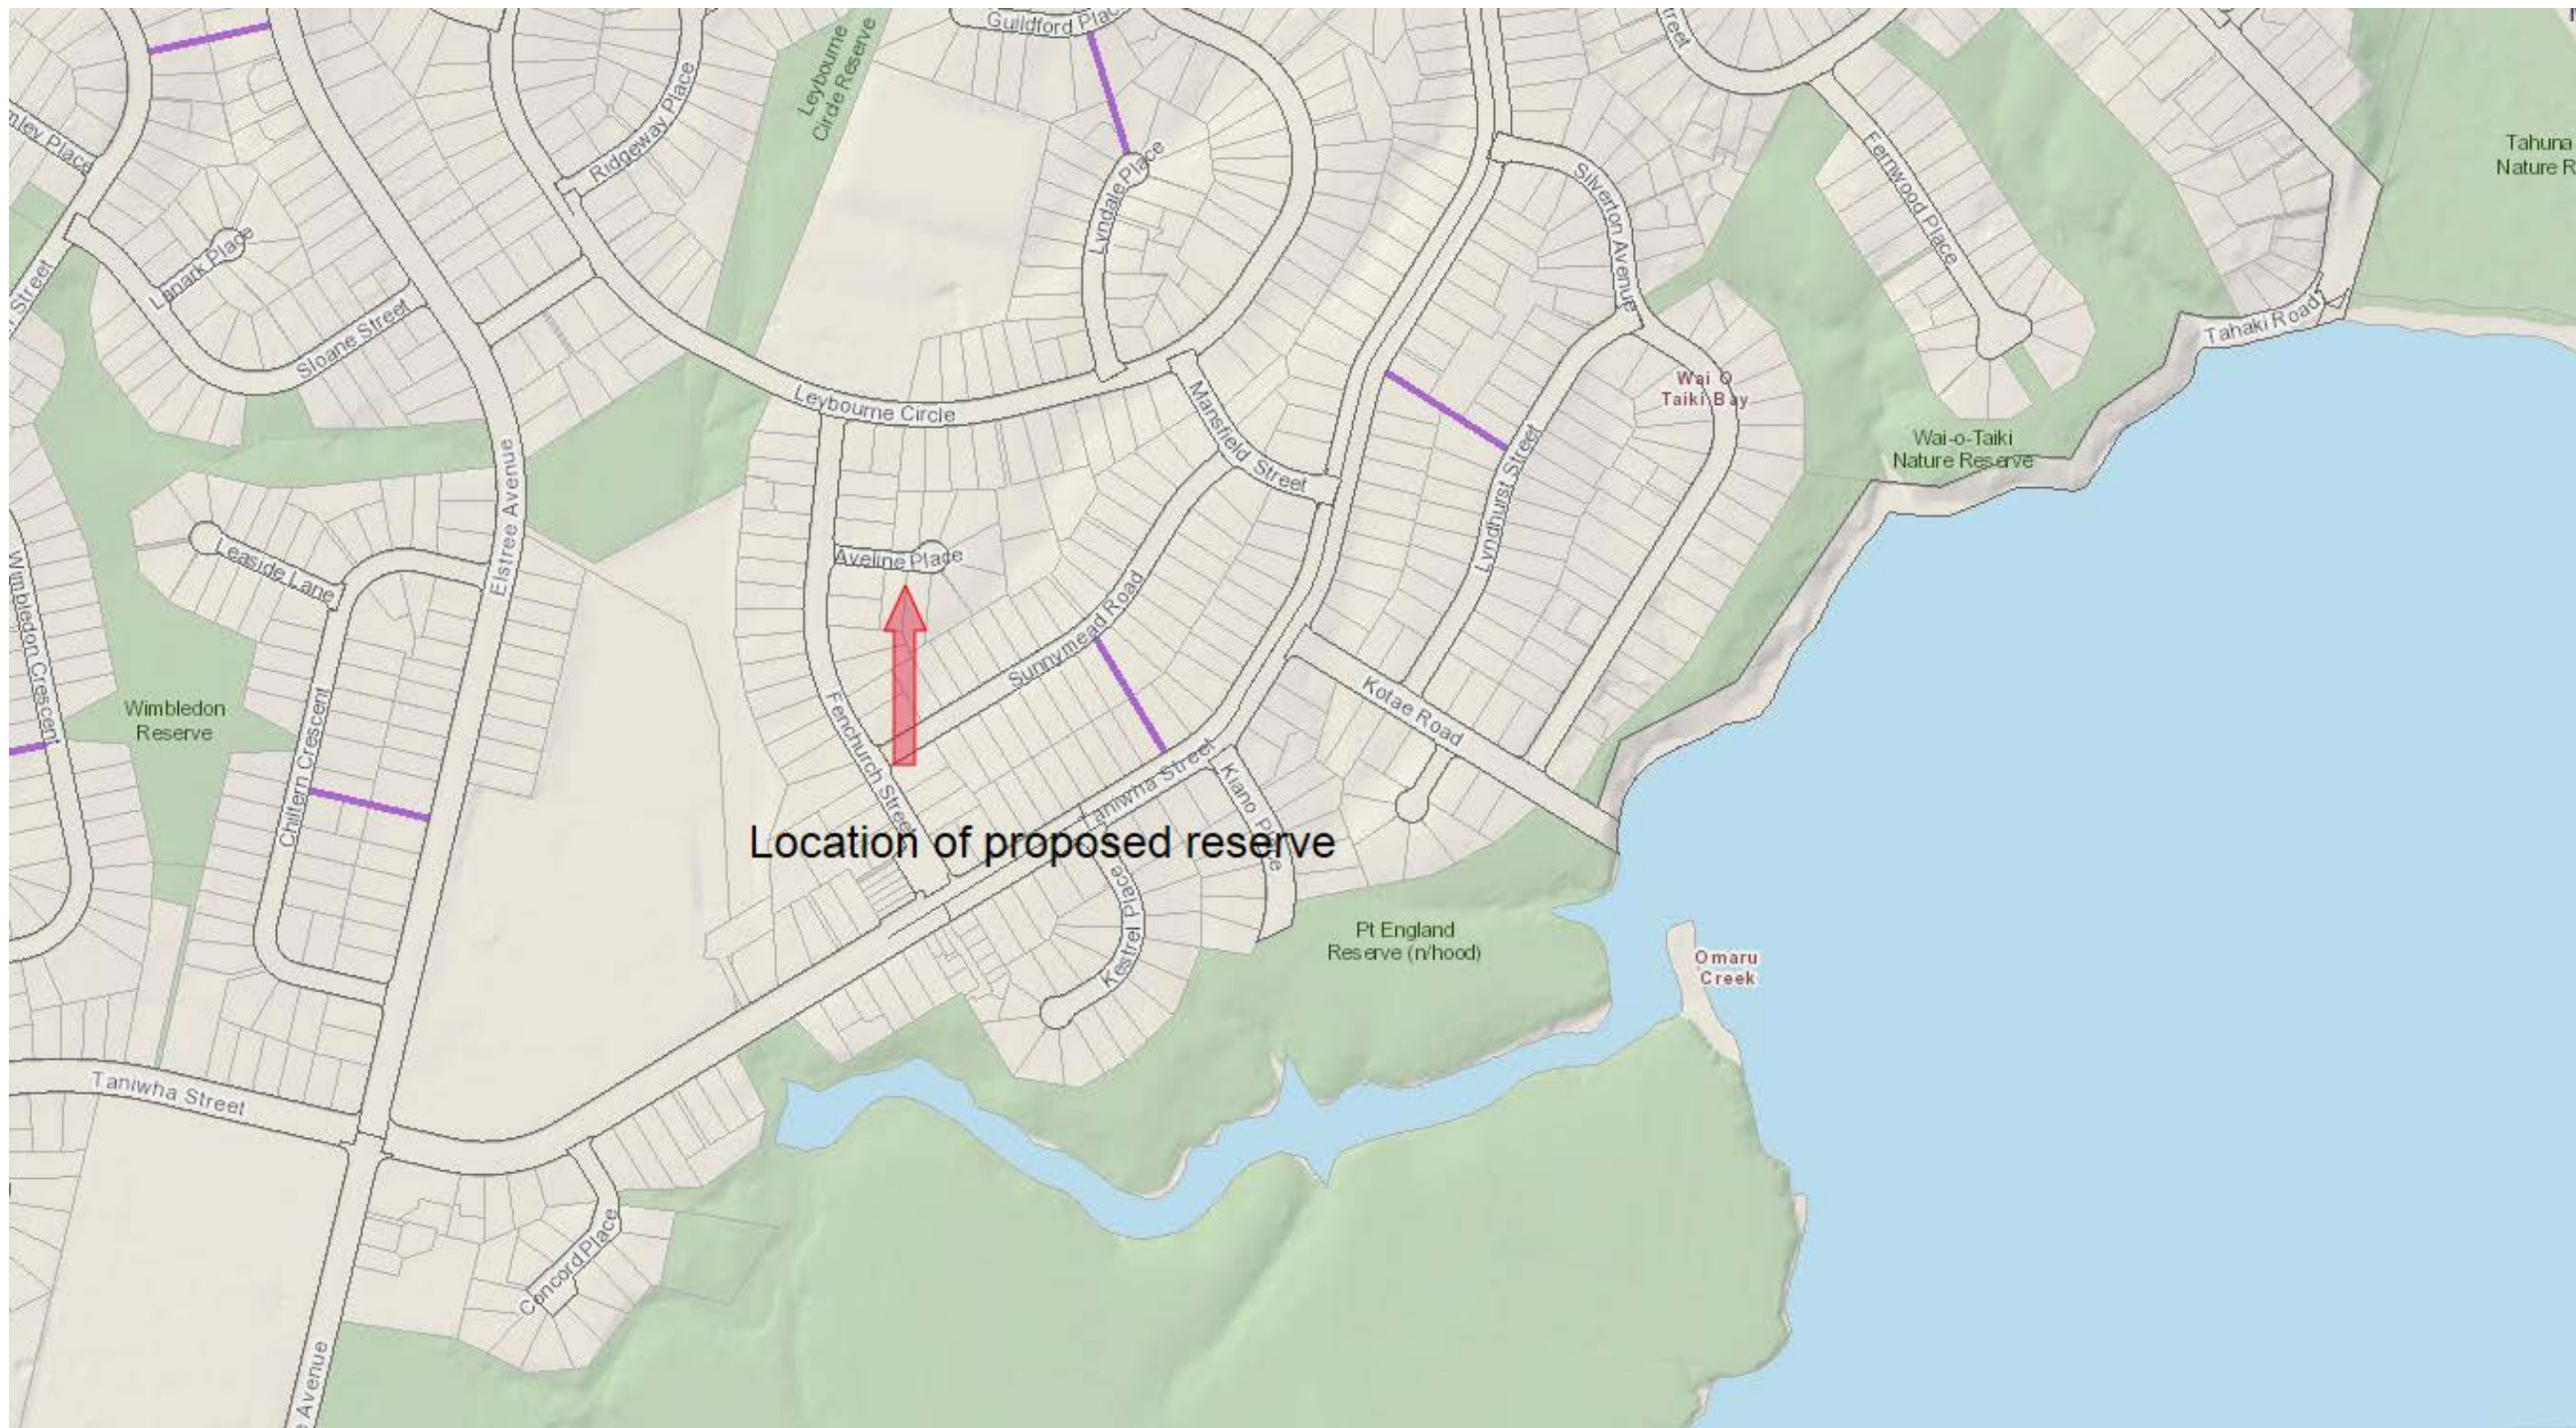 Guildford Plac
Leybourne
Circle Reserve
Ridgeway Place
Lyndale Place
Silverton Avenue
Fernwood Place
Tahuna
Nature R
Lanark Place
Street
Sloane Street
Tahaki Road
Leybourne Circle
Mansfield Street
Wai O
Taiki Bay
Wai-o-Taiki
Nature Reserve
Elstree Avenue
Lyndhurst Street
Aveline Place
Leaside Lane
Wimbledon Crescent
Sunnymead Road
Kotae Road
Wimbledon
Reserve
Chiltern Crescent
Fenchurch Street
Taniwha Street
Location of proposed reserve
Kestrel Place
Pt England
Reserve (n/hood)
Omaru
Creek
Taniwha Street
Concord Place
Avenue